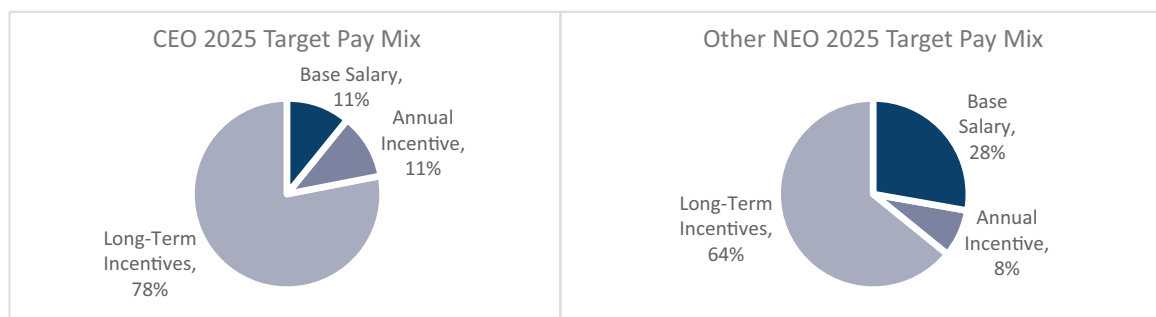 CEO 2025 Target Pay Mix
Base Salary,
11%
Annual
Incentive,
11%
Long-Term
Incentives,
78%
Other NEO 2025 Target Pay Mix
Base
Salary,
28%
Annual
Incentive,
8%
Long-Term
Incentives,
64%